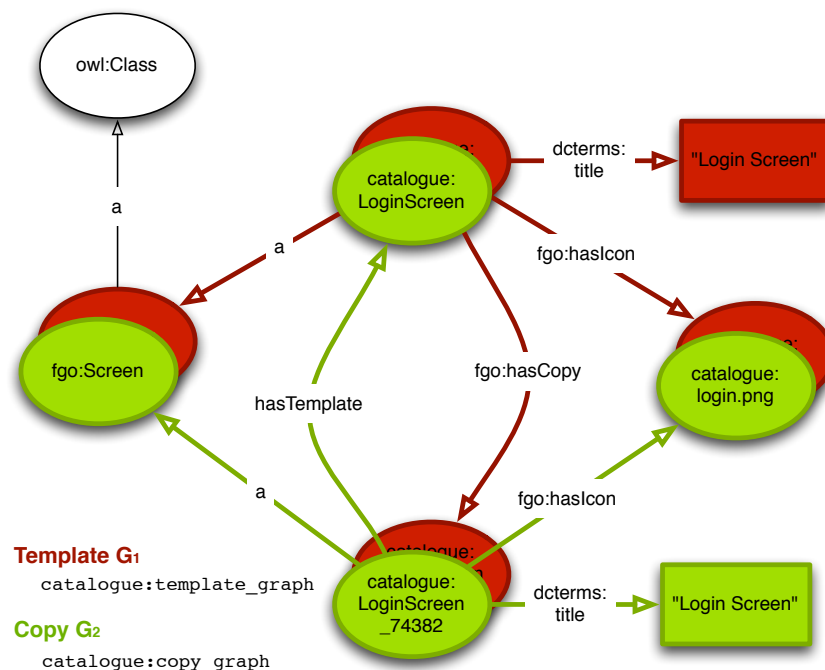 owl:Class
a
catalogue:
LoginScreen
dcterms:
title
"Login Screen"
a
fgo:hasIcon
fgo:Screen
hasTemplate
fgo:hasCopy
catalogue:
login.png
a
fgo:hasIcon
Template G1
catalogue:template_graph
catalogue:
catalogue:
LoginScreen
_74382
dcterms:
title
"Login Screen"
Copy G2
catalogue:copy_graph